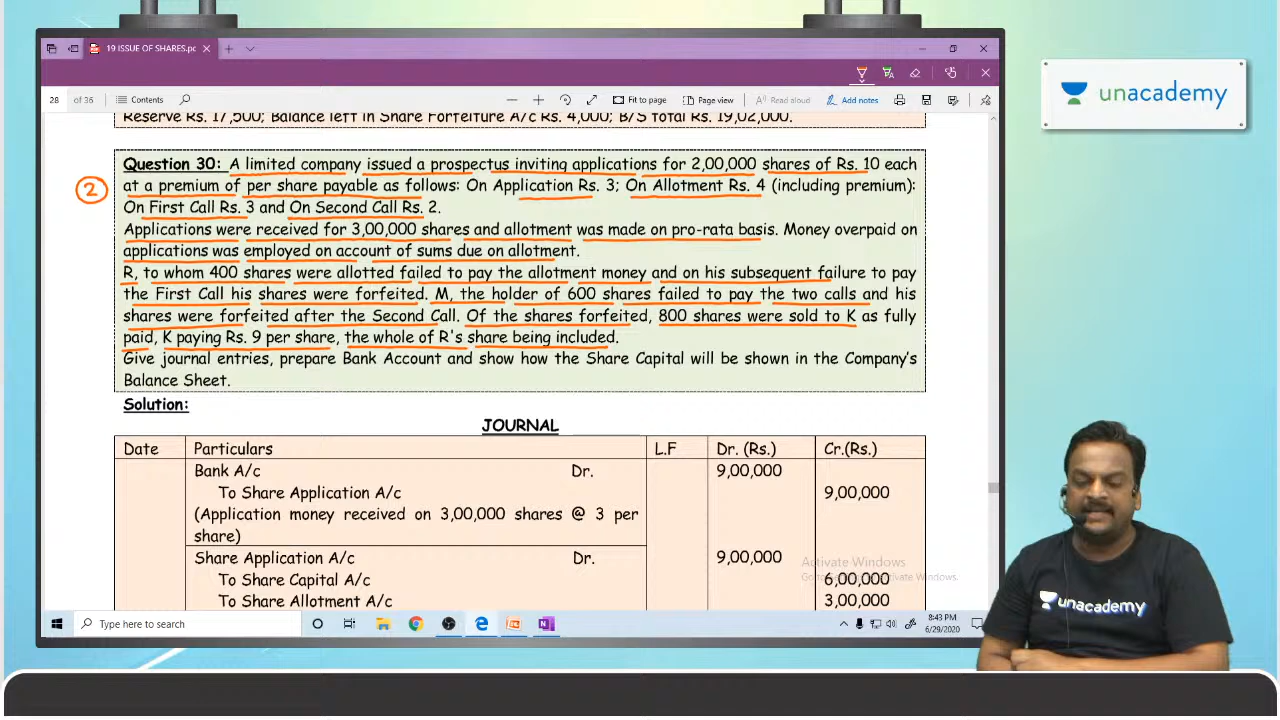 19 ISSUE OF SHARES.pc
28 of 36 Contents Fit to page Page view Read aloud Add notes
unacademy
Reserve Rs. 17,500; Balance left in Share Forfeiture A/c Rs. 4,000; B/S total Rs. 19,02,000.
2
Question 30: A limited company issued a prospectus inviting applications for 2,00,000 shares of Rs. 10 each
at a premium of per share payable as follows: On Application Rs. 3; On Allotment Rs. 4 (including premium):
On First Call Rs. 3 and On Second Call Rs. 2.
Applications were received for 3,00,000 shares and allotment was made on pro-rata basis. Money overpaid on
applications was employed on account of sums due on allotment.
R, to whom 400 shares were allotted failed to pay the allotment money and on his subsequent failure to pay
the First Call his shares were forfeited. M, the holder of 600 shares failed to pay the two calls and his
shares were forfeited after the Second Call. Of the shares forfeited, 800 shares were sold to K as fully
paid, K paying Rs. 9 per share, the whole of R's share being included.
Give journal entries, prepare Bank Account and show how the Share Capital will be shown in the Company's
Balance Sheet.
Solution:
JOURNAL
Date Particulars L.F Dr. (Rs.) Cr.(Rs.)
Bank A/c Dr. 9,00,000
To Share Application A/c 9,00,000
(Application money received on 3,00,000 shares @ 3 per
share)
Share Application A/c Dr. 9,00,000
To Share Capital A/c 6,00,000
To Share Allotment A/c 3,00,000
Activate Windows
Type here to search
8:43 PM
6/29/2020
unacademy